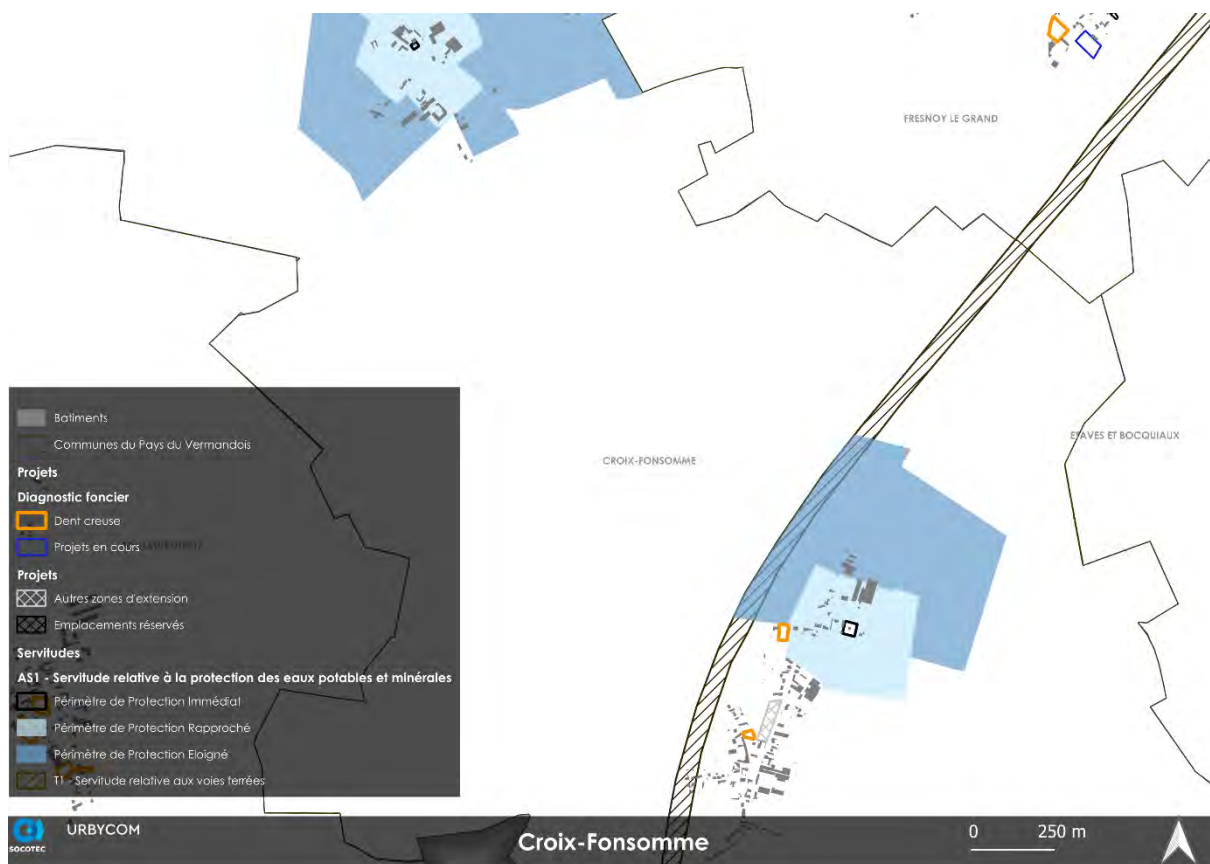 FRESNOY LE GRAND
ETAVES ET BOCQUIAUX
CROIX-FONSOMME
Batiments
Communes du Pays du Vermandois
Projets
Diagnostic foncier
Dent creuse
Projets en cours
Projets
Autres zones d'extension
Emplacements réservés
Servitudes
AS1 - Servitude relative à la protection des eaux potables et minérales
Périmètre de Protection Immédiat
Périmètre de Protection Rapproché
Périmètre de Protection Eloigné
T1 - Servitude relative aux voies ferrées
SOCOTEC
URBYCOM
Croix-Fonsomme
0 250 m